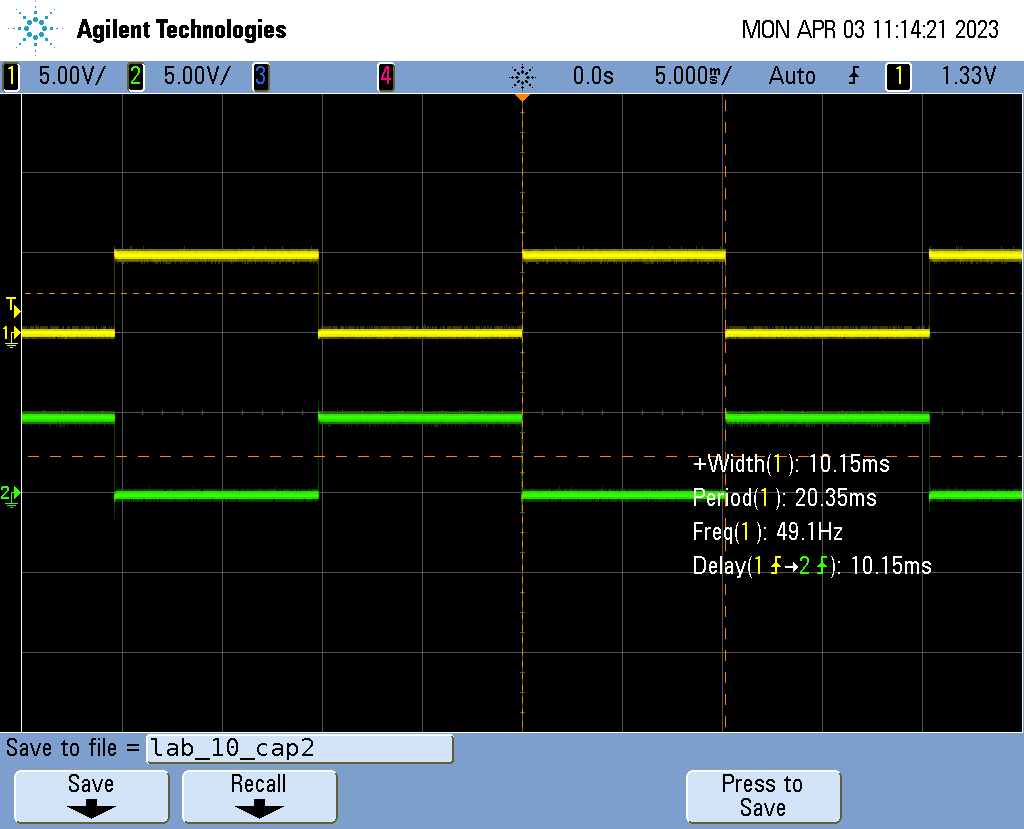 Agilent Technologies MON APR 03 11:14:21 2023
1 5.00V/ 2 5.00V/ 3 4 0.0s 5.000ms/ Auto 1 1.33V
T
1
2
+Width(1): 10.15ms
Period(1): 20.35ms
Freq(1): 49.1Hz
Delay(1→2): 10.15ms
Save to file = lab_10_cap2
Save Recall Press to
Save